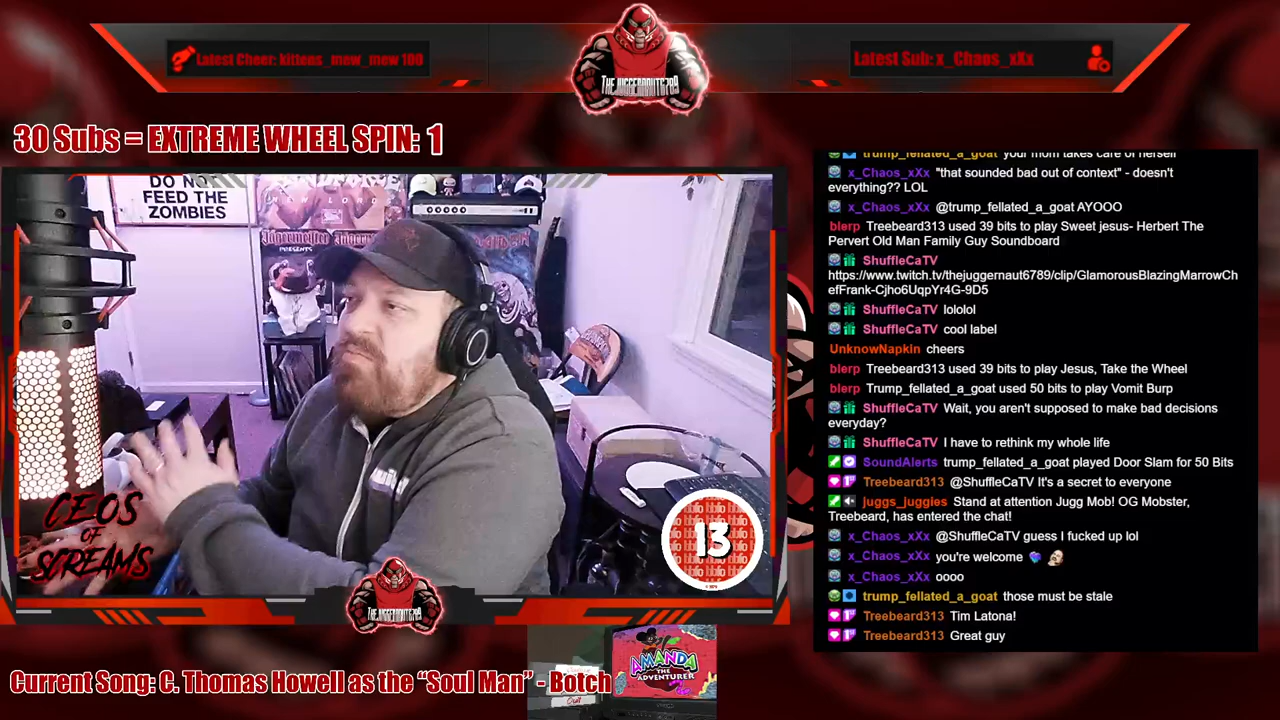 Latest Cheer: kittens_mew_mew 100
THEJUGGERNAUT6789
Latest Sub: x_Chaos_xXx
30 Subs = EXTREME WHEEL SPIN: 1
DO NOT
FEED THE
ZOMBIES
NEW LORDS
Jägermeister Jägermeister
PRESENTS
CEOS
OF
SCREAMS
13
THEJUGGERNAUT6789
Current Song: C. Thomas Howell as the “Soul Man” - Botch
Quit
AMANDA
THE
ADVENTURER
trump_fellated_a_goat your mom takes care of herself
x_Chaos_xXx "that sounded bad out of context" - doesn't
everything?? LOL
x_Chaos_xXx @trump_fellated_a_goat AYOOO
blerp Treebeard313 used 39 bits to play Sweet jesus- Herbert The
Pervert Old Man Family Guy Soundboard
ShuffleCaTV
https://www.twitch.tv/thejuggernaut6789/clip/GlamorousBlazingMarrowCh
efFrank-Cjho6UqpYr4G-9D5
ShuffleCaTV lololol
ShuffleCaTV cool label
UnknowNapkin cheers
blerp Treebeard313 used 39 bits to play Jesus, Take the Wheel
blerp Trump_fellated_a_goat used 50 bits to play Vomit Burp
ShuffleCaTV Wait, you aren't supposed to make bad decisions
everyday?
ShuffleCaTV I have to rethink my whole life
SoundAlerts trump_fellated_a_goat played Door Slam for 50 Bits
Treebeard313 @ShuffleCaTV It's a secret to everyone
juggs_juggies Stand at attention Jugg Mob! OG Mobster,
Treebeard, has entered the chat!
x_Chaos_xXx @ShuffleCaTV guess I fucked up lol
x_Chaos_xXx you're welcome
x_Chaos_xXx oooo
trump_fellated_a_goat those must be stale
Treebeard313 Tim Latona!
Treebeard313 Great guy